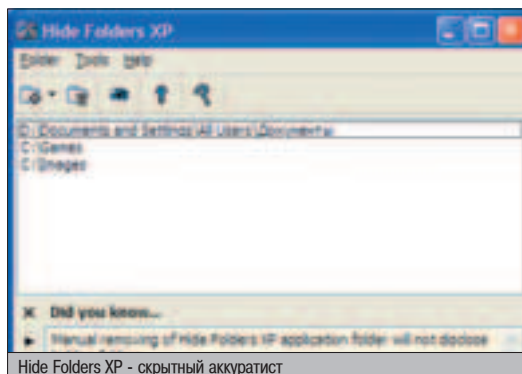 Hide Folders XP
Folder Tools Help
C:\Documents and Settings\All Users\Документы
C:\Games
C:\Images
Did you know...
Manual removing of Hide Folders XP application folder will not disclose
Hide Folders XP - скрытный аккуратист